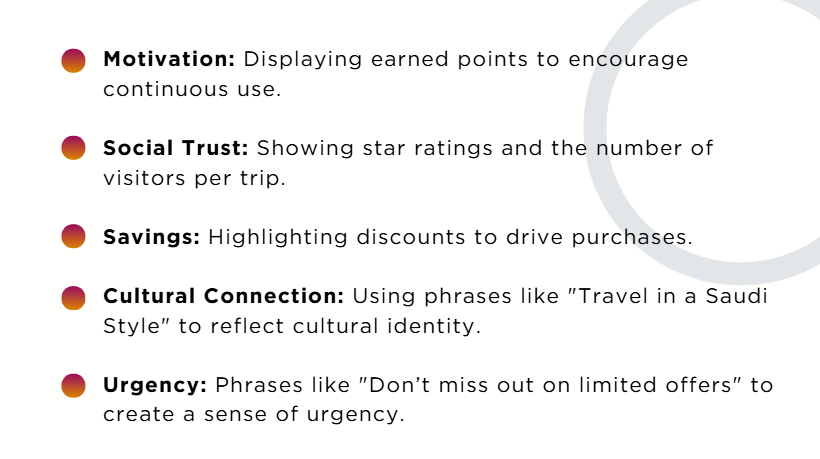 Motivation: Displaying earned points to encourage
continuous use.
Social Trust: Showing star ratings and the number of
visitors per trip.
Savings: Highlighting discounts to drive purchases.
Cultural Connection: Using phrases like "Travel in a Saudi
Style" to reflect cultural identity.
Urgency: Phrases like "Don’t miss out on limited offers" to
create a sense of urgency.